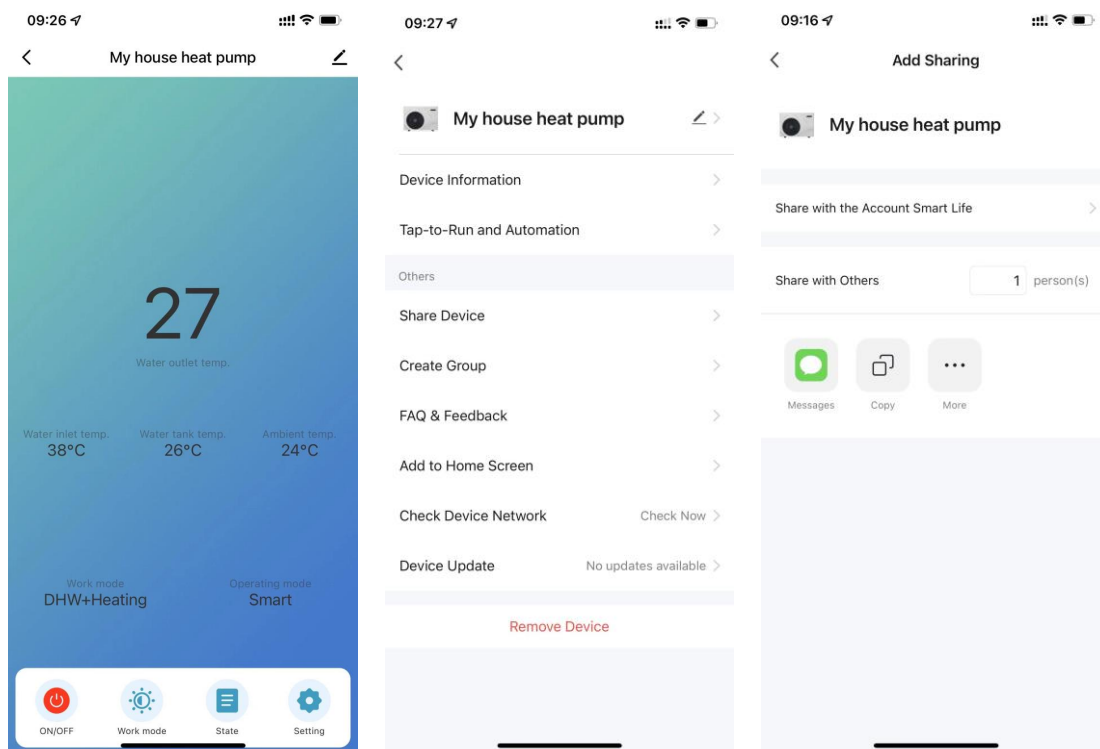 09:26
My house heat pump
27
Water outlet temp.
Water inlet temp. Water tank temp. Ambient temp.
38°C 26°C 24°C
Work mode Operating mode
DHW+Heating Smart
ON/OFF Work mode State Setting
09:27
My house heat pump
Device Information
Tap-to-Run and Automation
Others
Share Device
Create Group
FAQ & Feedback
Add to Home Screen
Check Device Network Check Now
Device Update No updates available
Remove Device
09:16
Add Sharing
My house heat pump
Share with the Account Smart Life
Share with Others 1 person(s)
Messages Copy More